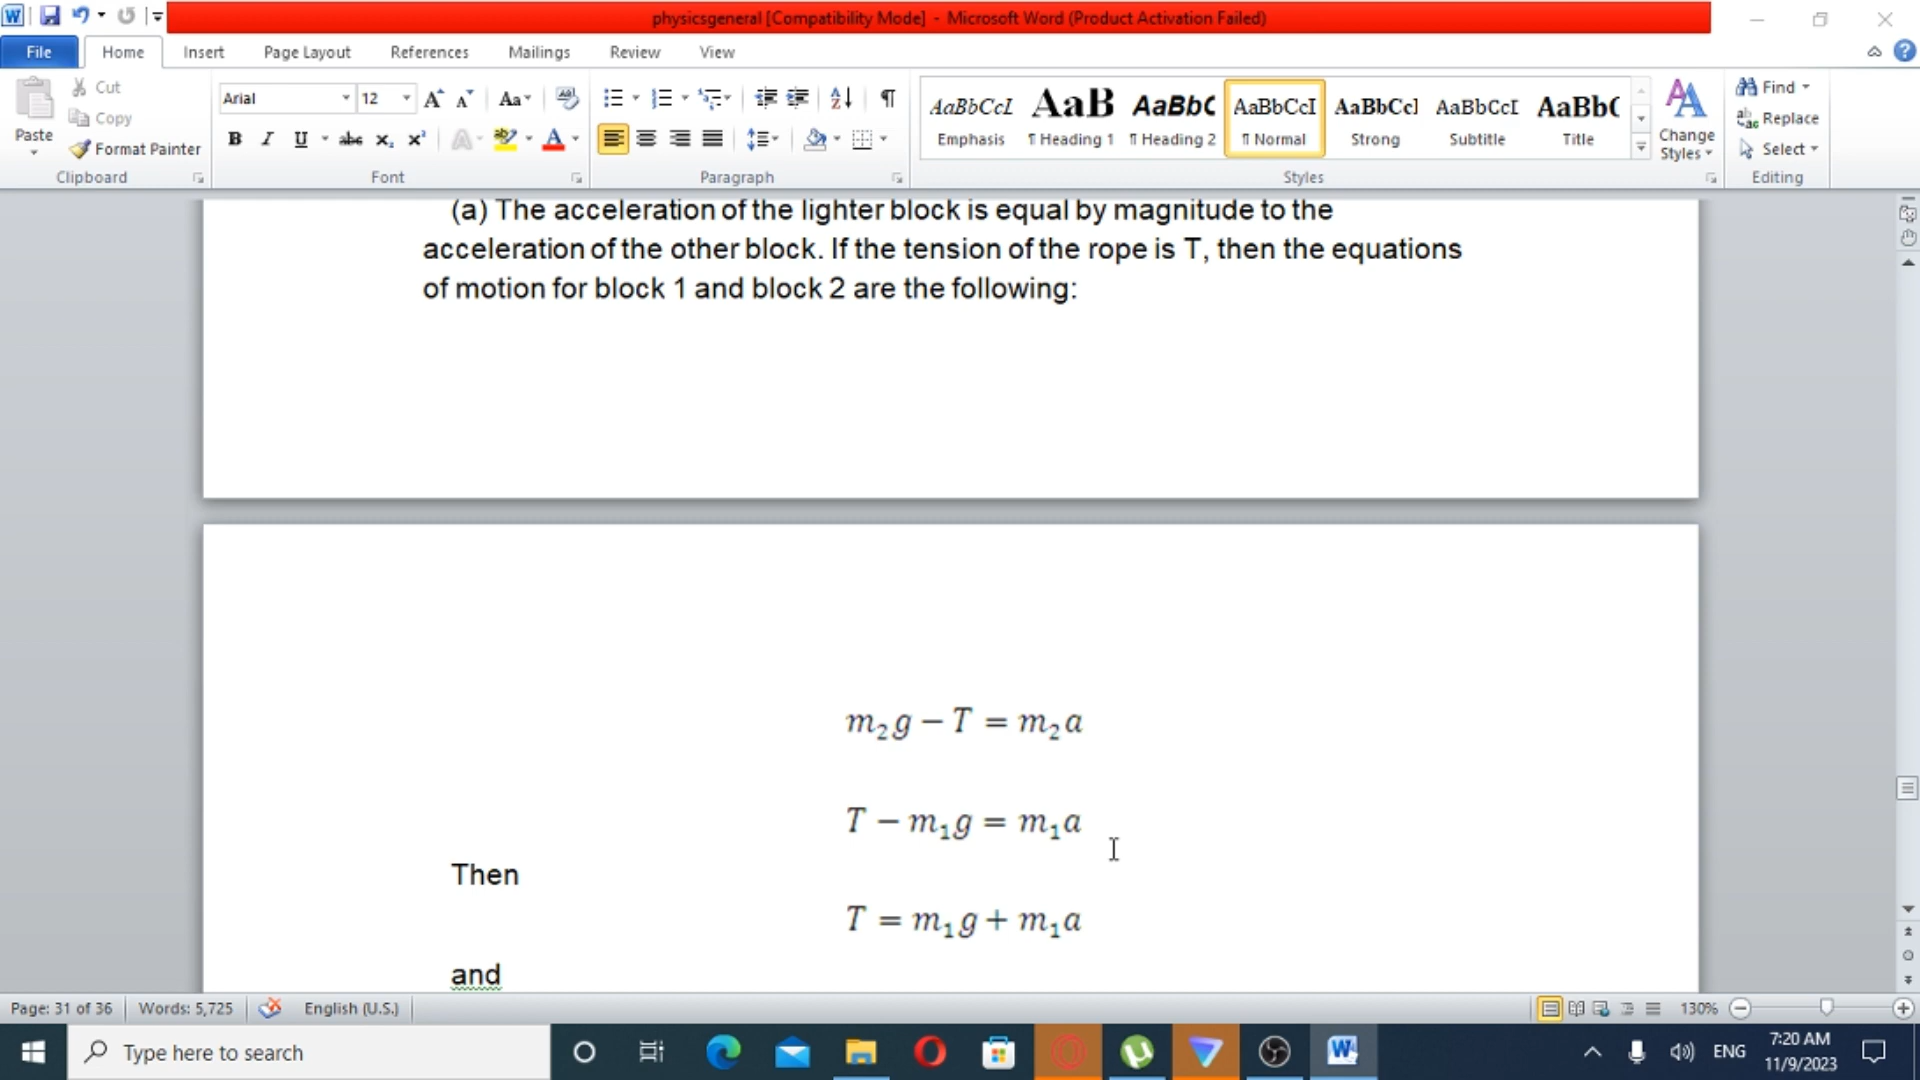 physicsgeneral [Compatibility Mode] - Microsoft Word (Product Activation Failed)
File Home Insert Page Layout References Mailings Review View
Paste
Cut
Copy
Format Painter
Clipboard
Arial 12
B I U abc x₂ x²
Font
Paragraph
AaBbCcI AaB AaBbC AaBbCcI AaBbCcl AaBbCcI AaBb(
Emphasis ¶ Heading 1 ¶ Heading 2 ¶ Normal Strong Subtitle Title
Change Styles
Styles
Find
Replace
Select
Editing
(a) The acceleration of the lighter block is equal by magnitude to the
acceleration of the other block. If the tension of the rope is T, then the equations
of motion for block 1 and block 2 are the following:
m₂g − T = m₂a
T − m₁g = m₁a
Then
T = m₁g + m₁a
and
Page: 31 of 36 Words: 5,725 English (U.S.) 130%
Type here to search
ENG
7:20 AM
11/9/2023